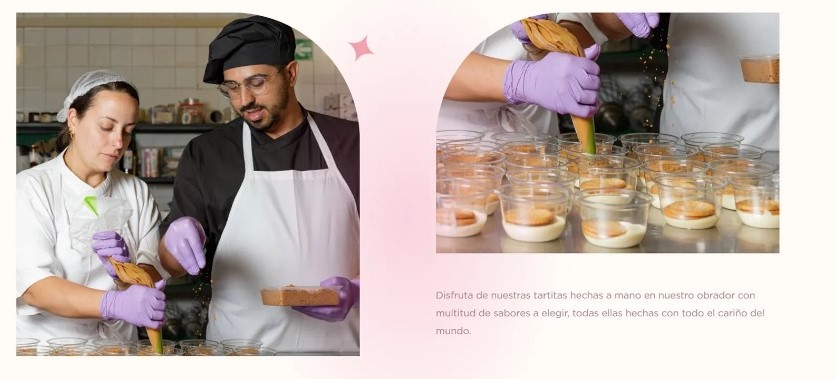 Disfruta de nuestras tartitas hechas a mano en nuestro obrador con
multitud de sabores a elegir, todas ellas hechas con todo el cariño del
mundo.